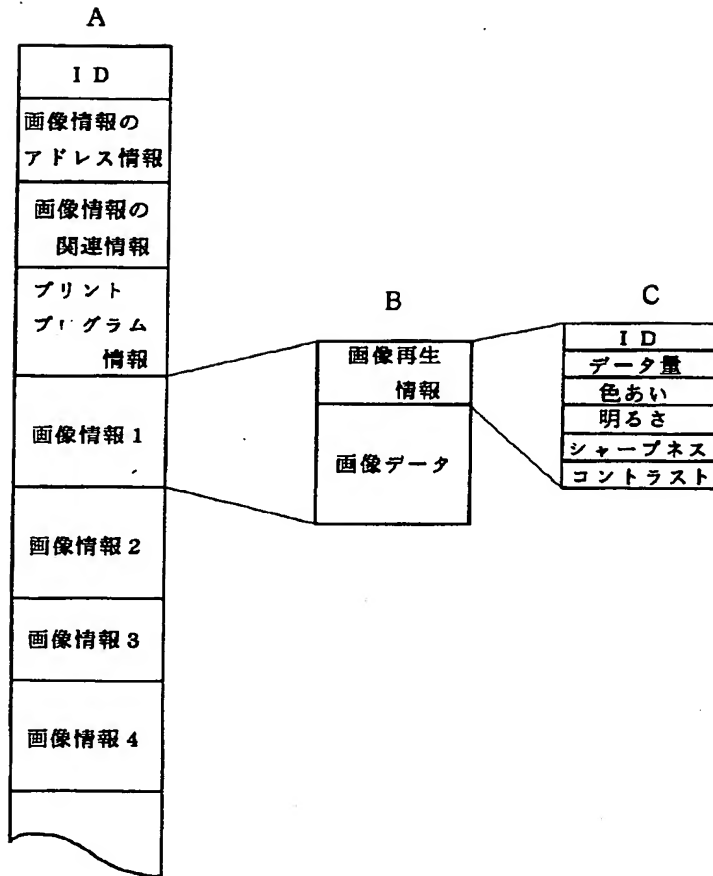 A
ID
画像情報の
アドレス情報
画像情報の
関連情報
プリント
プログラム
情報
画像情報1
画像情報2
画像情報3
画像情報4
B
画像再生
情報
画像データ
C
ID
データ量
色あい
明るさ
シャープネス
コントラスト